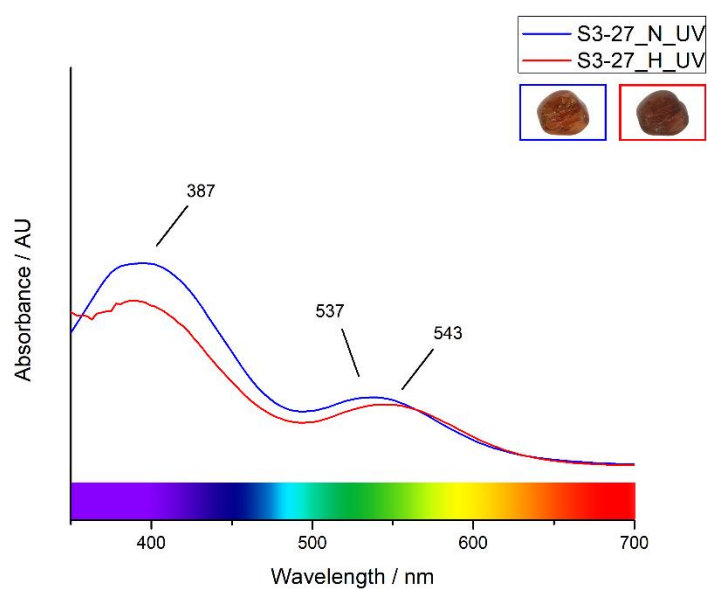 S3-27_N_UV
S3-27_H_UV
387
537
543
Absorbance / AU
400
500
600
700
Wavelength / nm